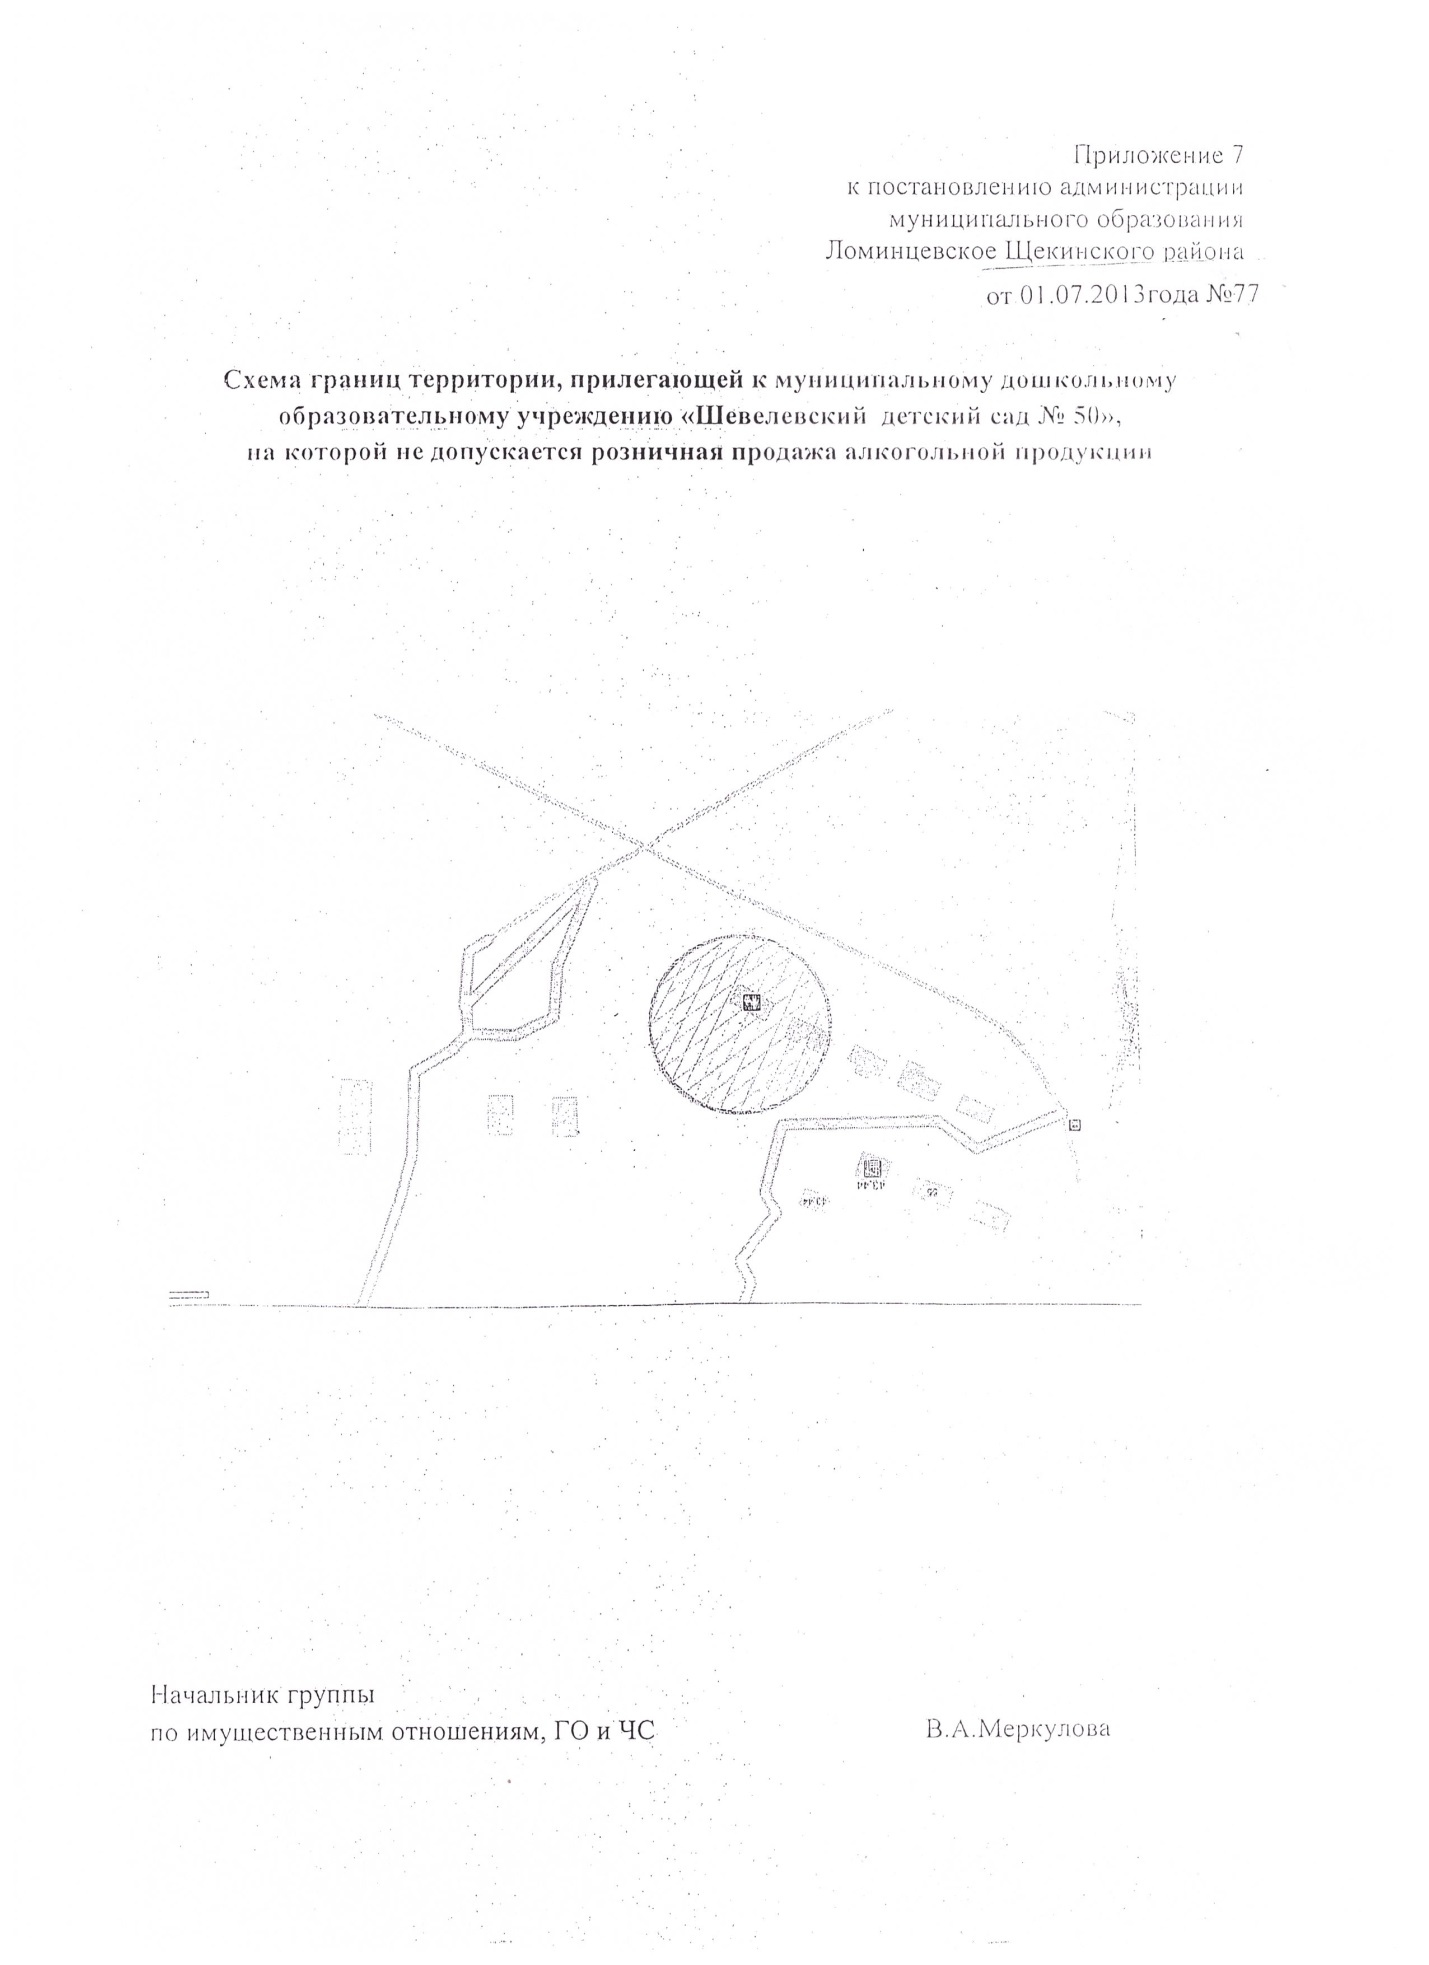 Приложение 7
к постановлению администрации
муниципального образования
Ломинцевское Щекинского района
от 01.07.2013года №77
Схема границ территории, прилегающей к муниципальному дошкольному
образовательному учреждению «Шевелевский детский сад № 50»,
на которой не допускается розничная продажа алкогольной продукции
Начальник группы
по имущественным отношениям, ГО и ЧС
В.А.Меркулова